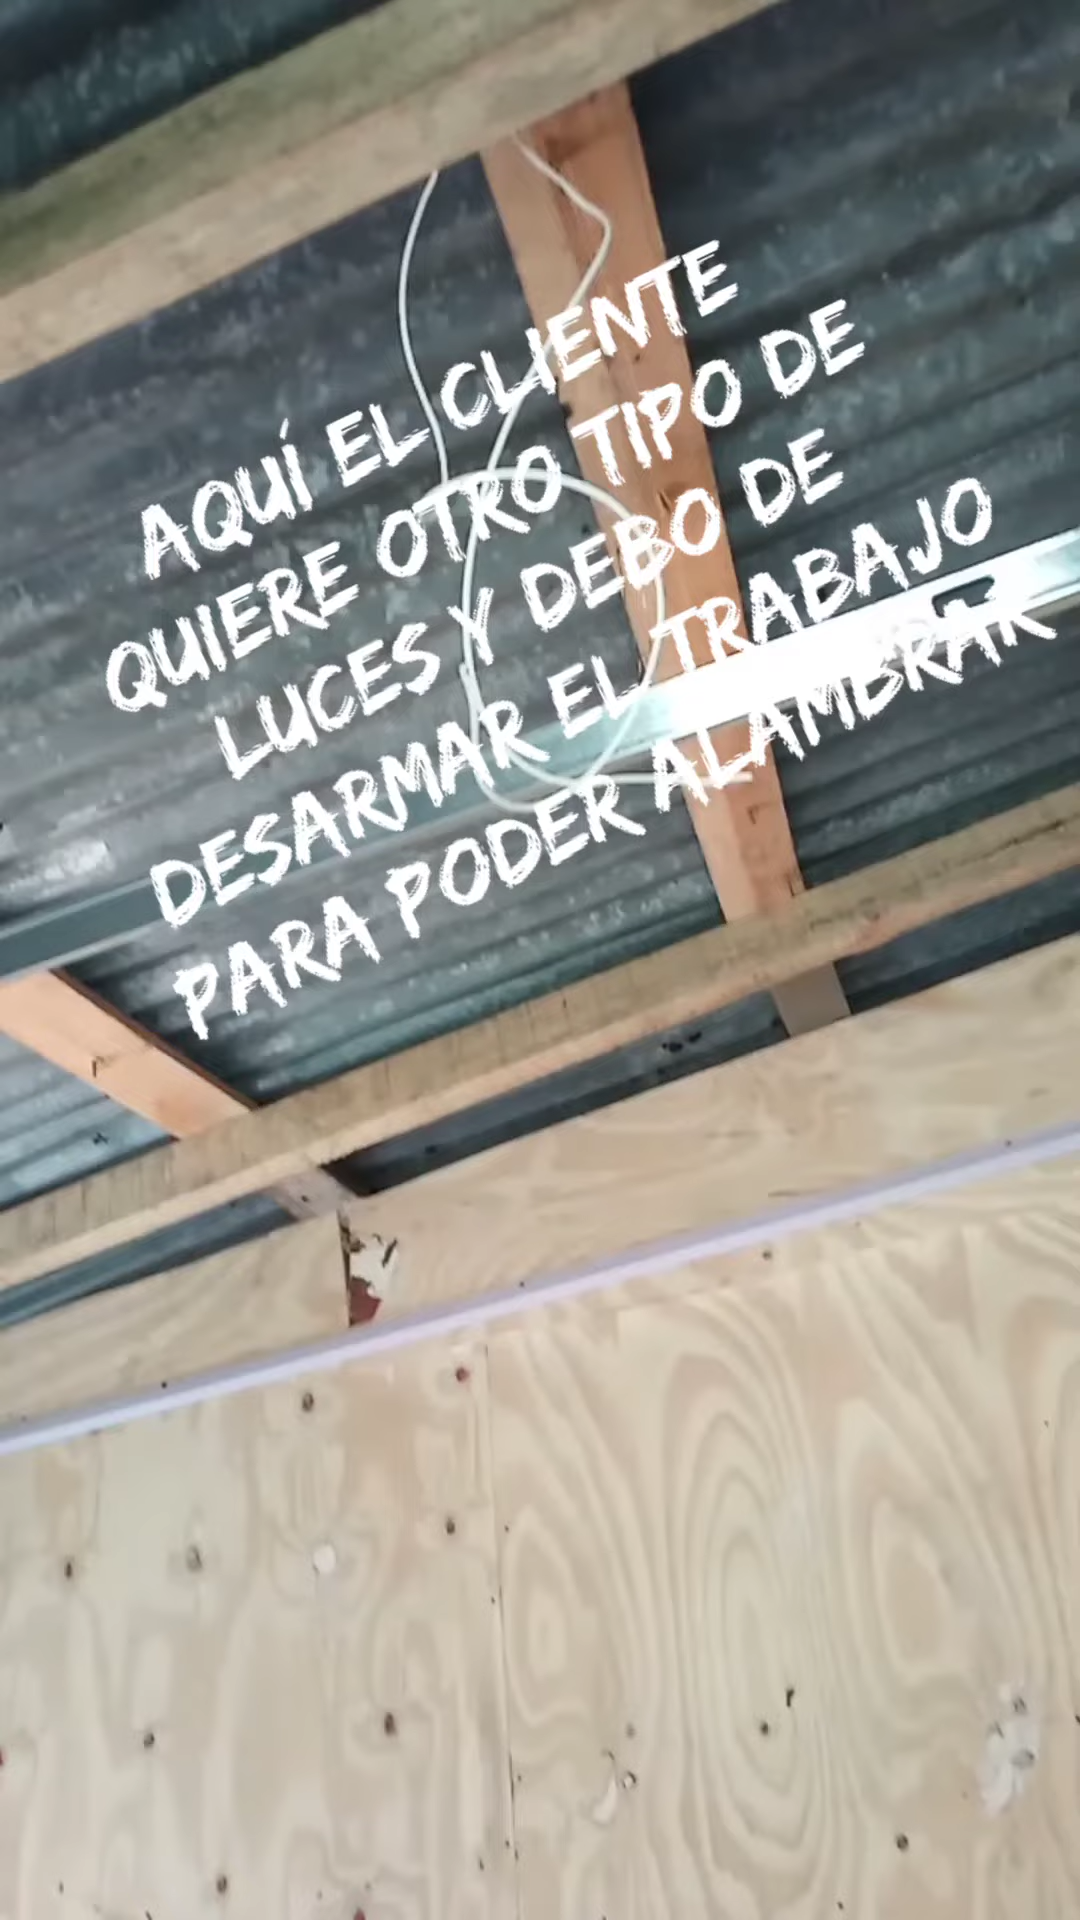 AQUÍ EL CLIENTE
QUIERE OTRO TIPO DE
LUCES Y DEBO DE
DESARMAR EL TRABAJO
PARA PODER ALAMBRAR